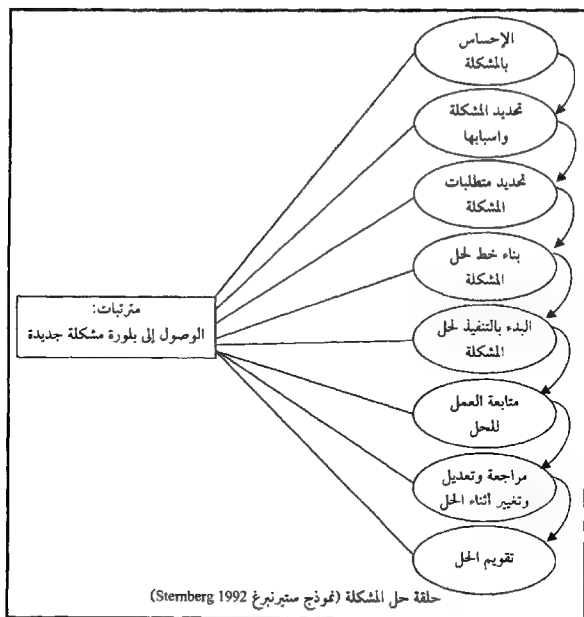 الإحساس
بالمشكلة
تحديد المشكلة
واسبابها
تحديد متطلبات
المشكلة
بناء خط لحل
المشكلة
البدء بالتنفيذ لحل
المشكلة
متابعة العمل
للحل
مراجعة وتعديل
وتغيير أثناء الحل
تقويم الحل
مترتبات:
الوصول إلى بلورة مشكلة جديدة
حلقة حل المشكلة (نموذج ستيرنبرغ Sternberg 1992)